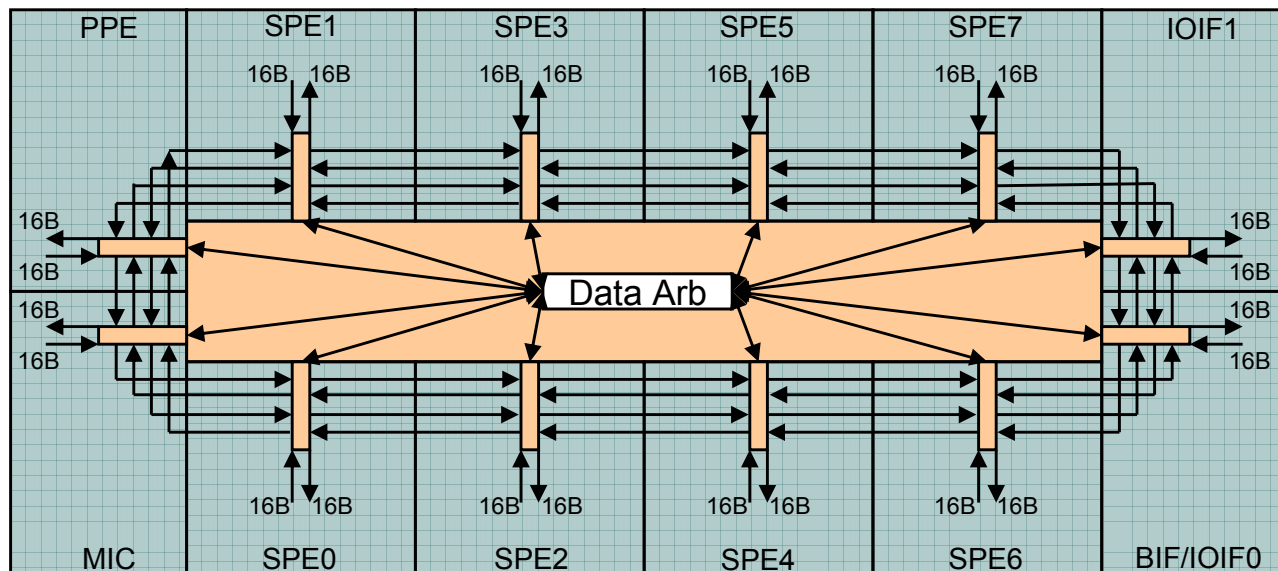 PPE SPE1 SPE3 SPE5 SPE7 IOIF1
16B 16B 16B 16B 16B 16B 16B 16B
16B 16B
16B 16B
Data Arb
16B 16B
16B 16B
16B 16B 16B 16B 16B 16B 16B 16B
MIC SPE0 SPE2 SPE4 SPE6 BIF/IOIF0